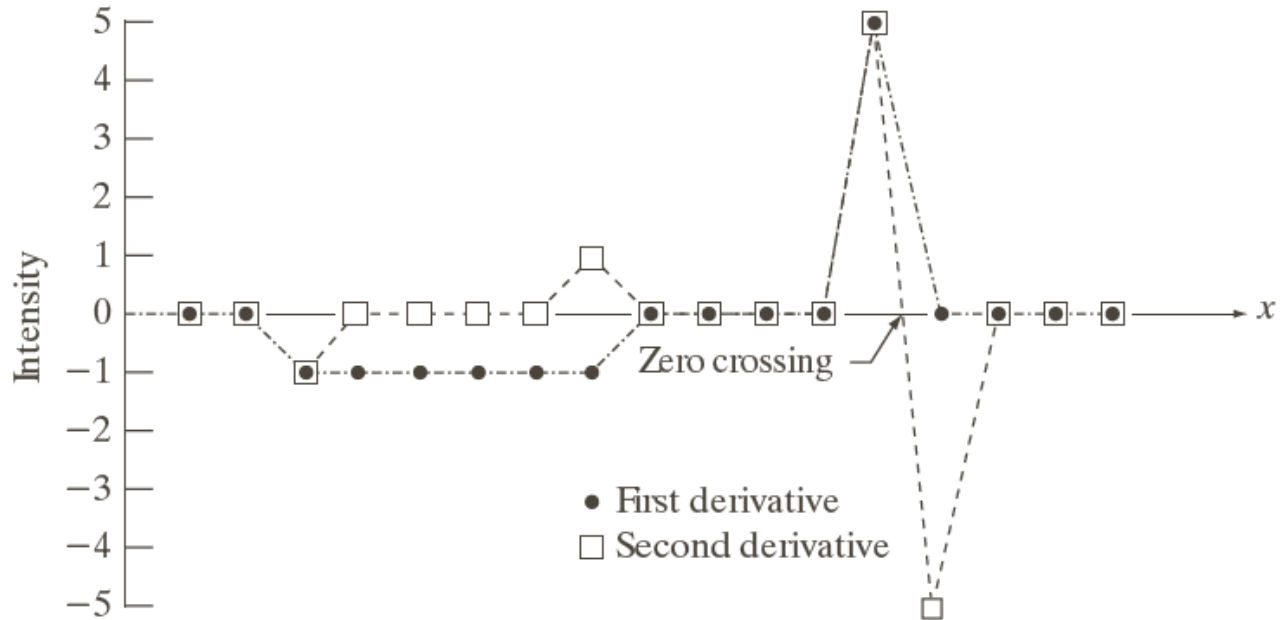 5
4
3
2
1
0
−1
−2
−3
−4
−5
Intensity
x
Zero crossing
First derivative
Second derivative